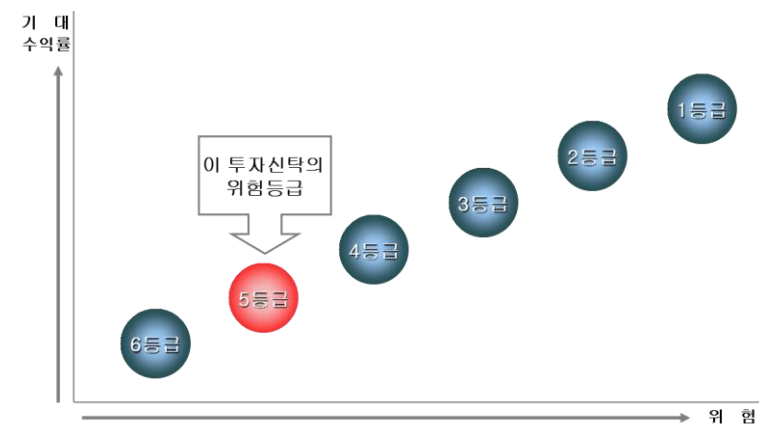 기 대
수익률
1등급
2등급
이 투자신탁의
위험등급
3등급
4등급
5등급
6등급
위 험